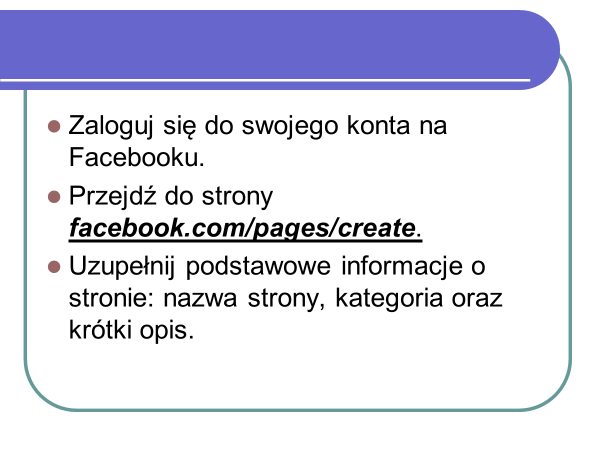 Zaloguj się do swojego konta na
Facebooku.
Przejdź do strony
facebook.com/pages/create.
Uzupełnij podstawowe informacje o
stronie: nazwa strony, kategoria oraz
krótki opis.